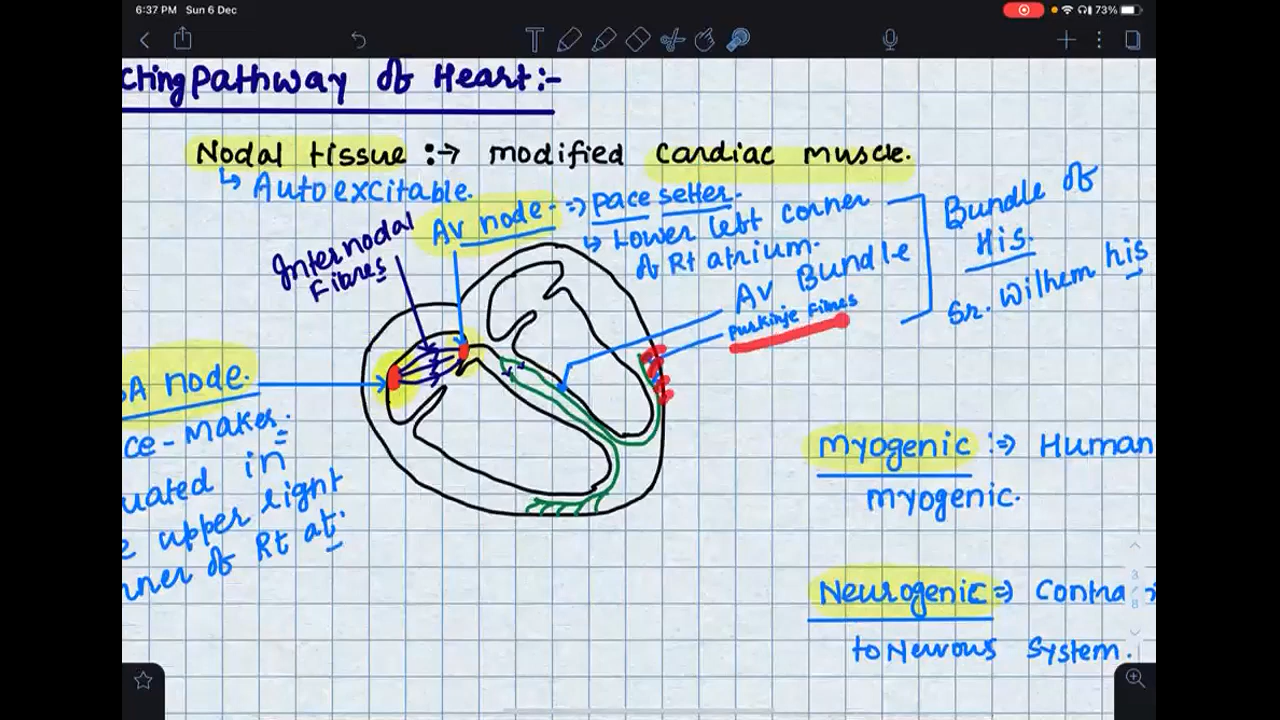 6:37 PM Sun 6 Dec
73%
cting pathway of Heart:-
Nodal tissue :→ modified cardiac muscle.
↳ Autoexcitable.
Av node. ⇒ pace setter.
↳ Lower left corner
of Rt atrium.
Internodal
Fibres
Av Bundle
Purkinje Fibres
Bundle of
His.
Sr. Wilhem his
SA node.
ce-maker.
uated in
e upper right
rner of Rt at.
myogenic :⇒ Human
myogenic.
Neurogenic ⇒ Contra
to Nervous System.
3
8